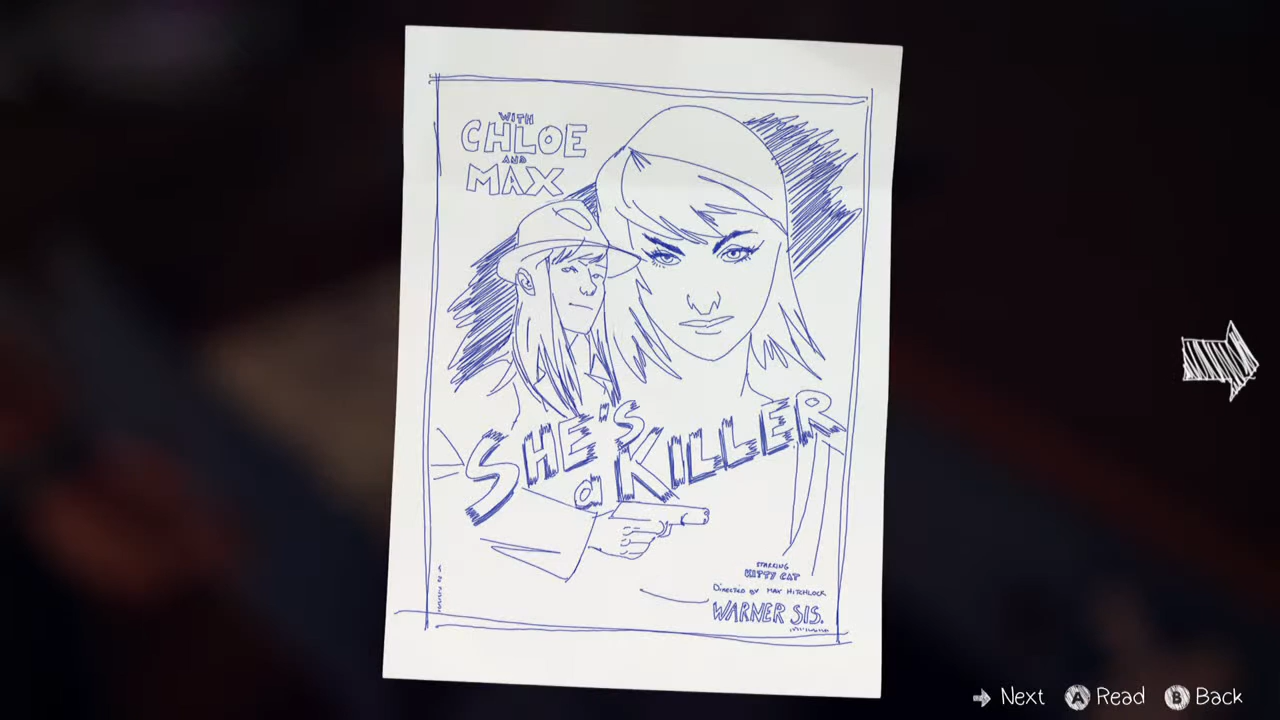 WITH
CHLOE
AND
MAX
SHE'S
a KILLER
STARRING
KITTY CAT
DIRECTED BY MAX HITCHLOCK
WARNER SIS.
Next
A Read
B Back